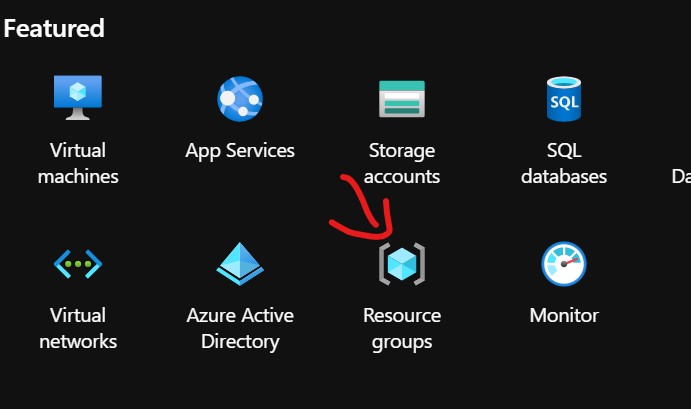 Featured
Virtual
machines
App Services
Storage
accounts
SQL
SQL
databases
Da
Virtual
networks
Azure Active
Directory
Resource
groups
Monitor